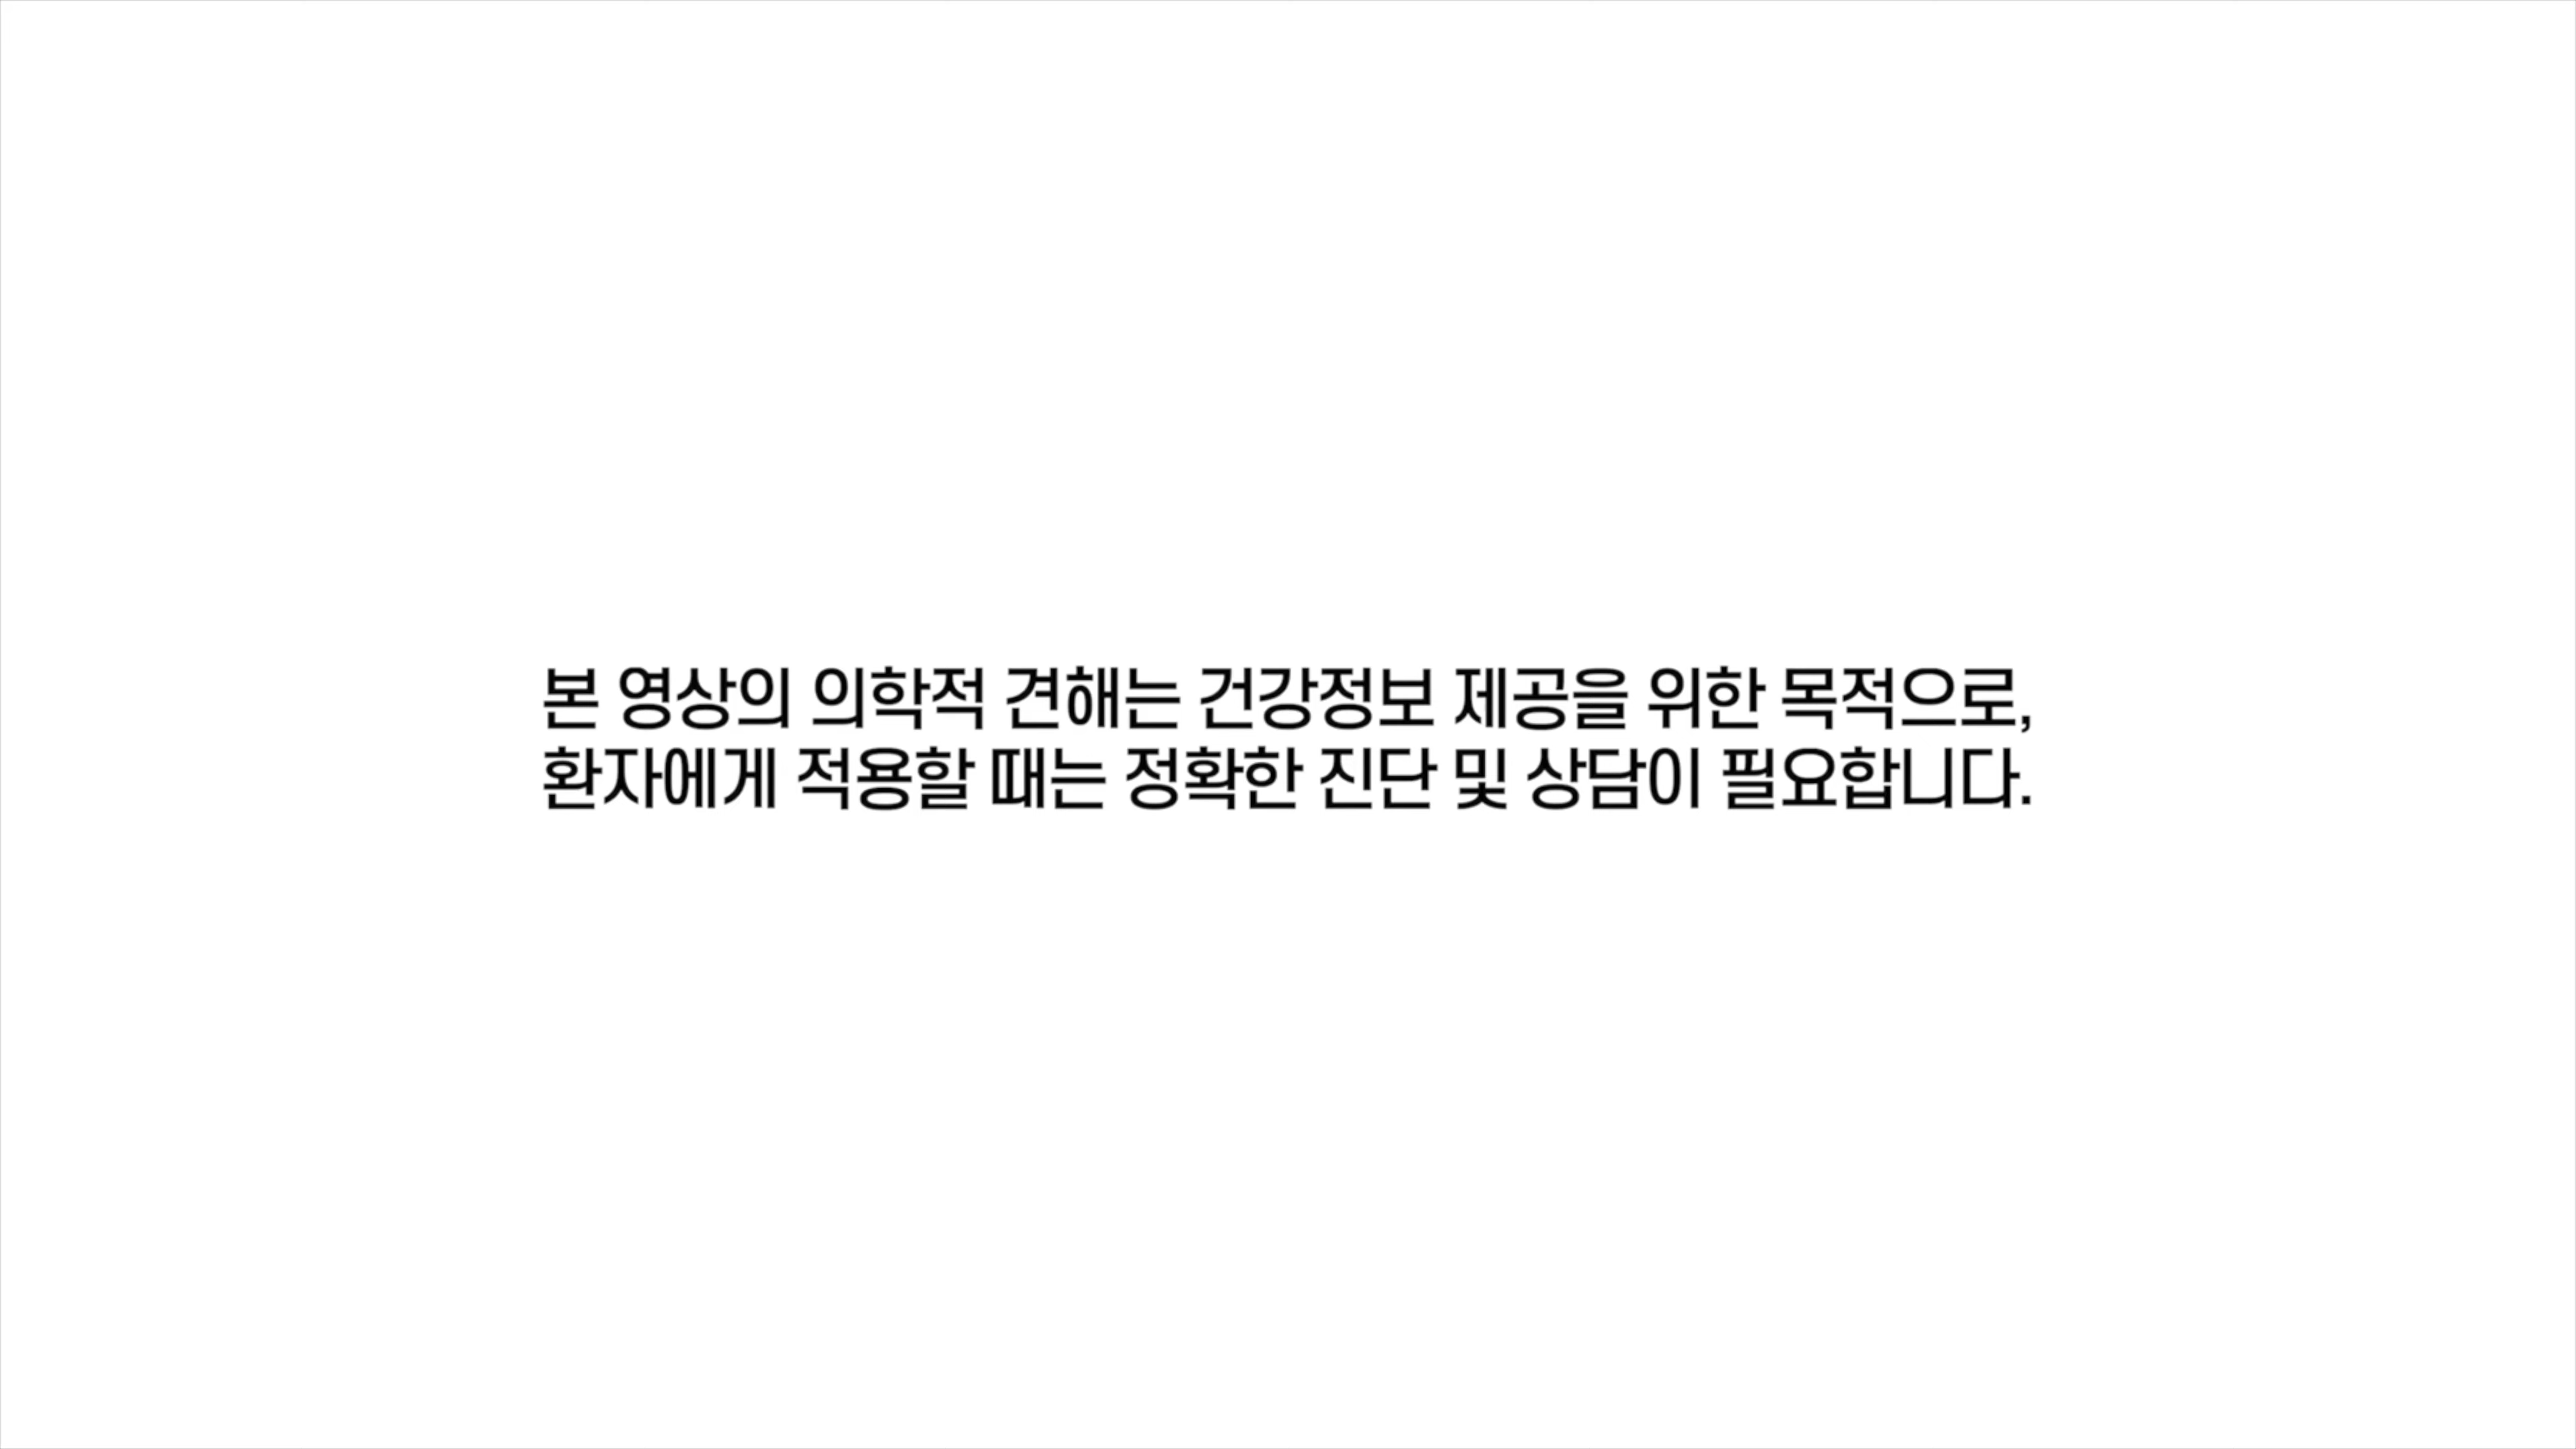 본 영상의 의학적 견해는 건강정보 제공을 위한 목적으로,
환자에게 적용할 때는 정확한 진단 및 상담이 필요합니다.